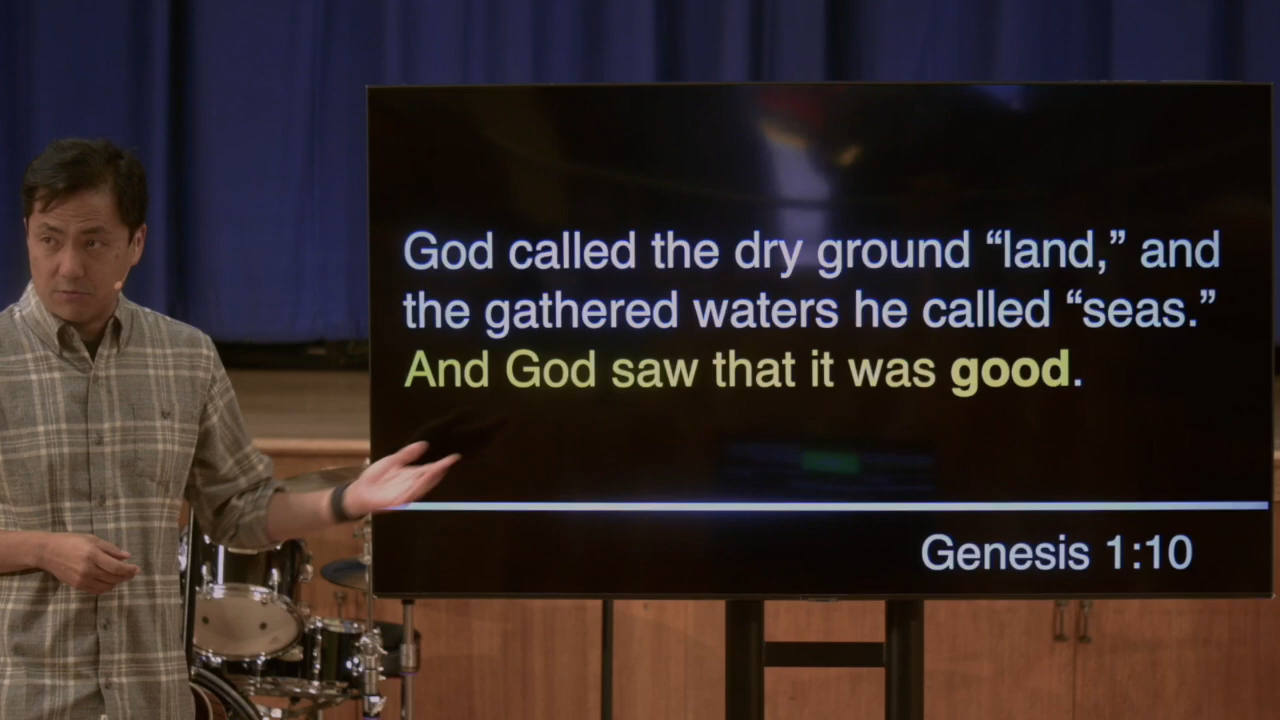 God called the dry ground “land,” and
the gathered waters he called “seas.”
And God saw that it was good.
Genesis 1:10